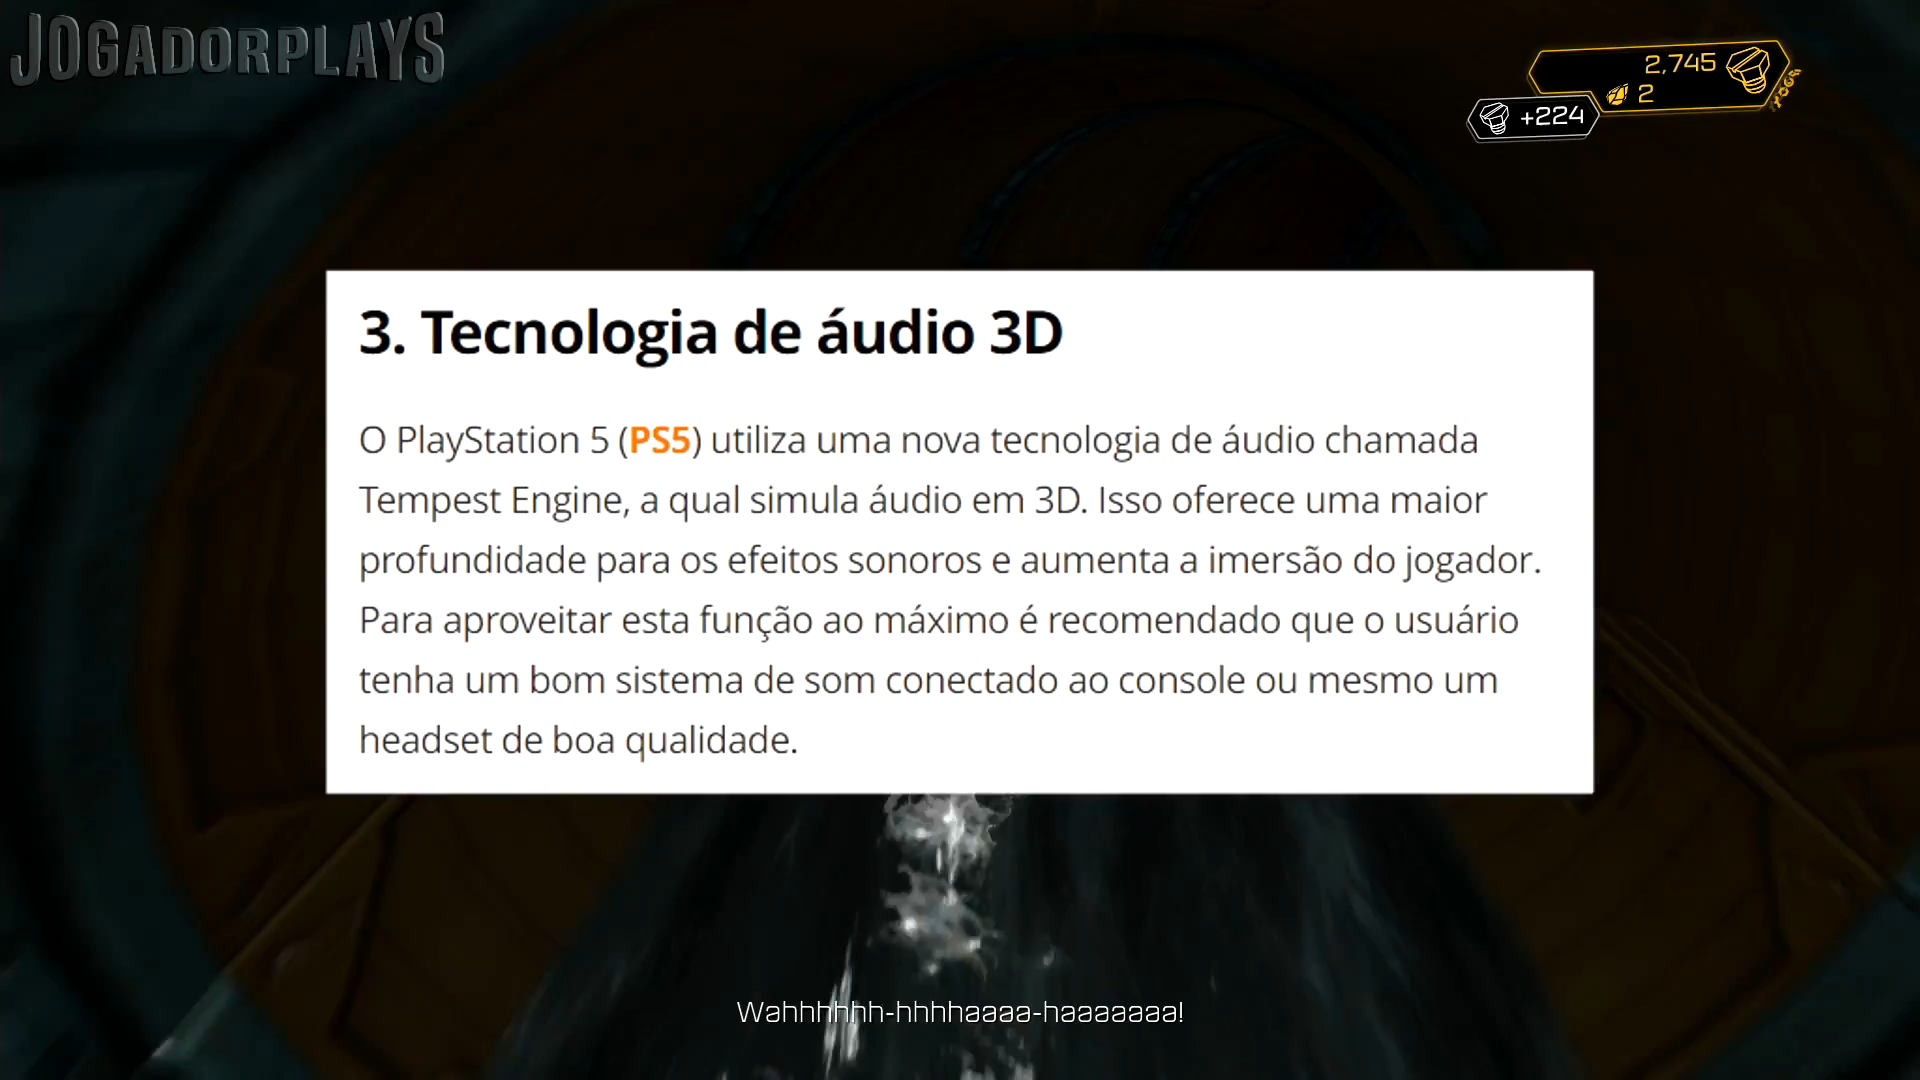 JOGADORPLAYS
2,745
2
+224
3. Tecnologia de áudio 3D
O PlayStation 5 (PS5) utiliza uma nova tecnologia de áudio chamada
Tempest Engine, a qual simula áudio em 3D. Isso oferece uma maior
profundidade para os efeitos sonoros e aumenta a imersão do jogador.
Para aproveitar esta função ao máximo é recomendado que o usuário
tenha um bom sistema de som conectado ao console ou mesmo um
headset de boa qualidade.
Wahhhhhh-hhhhaaaa-haaaaaaa!